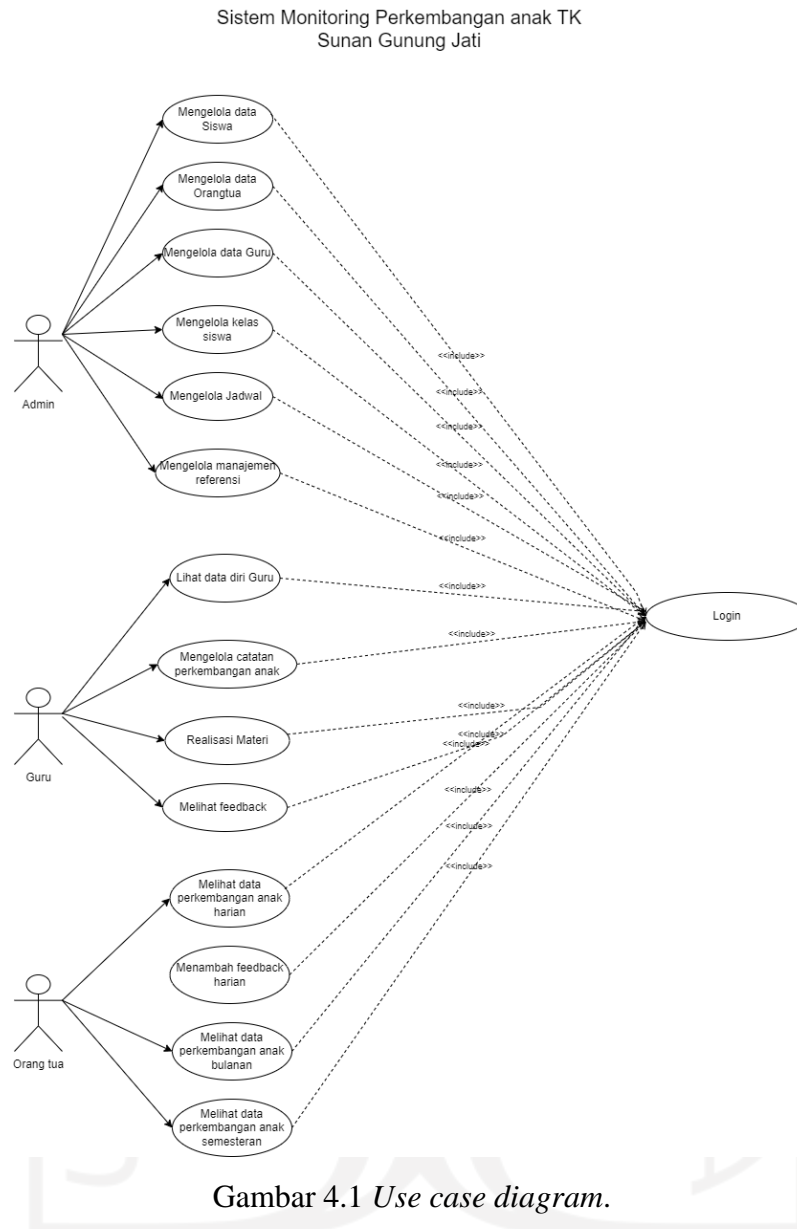 Sistem Monitoring Perkembangan anak TK
Sunan Gunung Jati
Mengelola data
Siswa
Mengelola data
Orangtua
Mengelola data Guru
Mengelola kelas
siswa
Mengelola Jadwal
Mengelola manajemen
referensi
Admin
<<include>>
<<include>>
<<include>>
<<include>>
<<include>>
<<include>>
Lihat data diri Guru
<<include>>
Login
Mengelola catatan
perkembangan anak
<<include>>
Realisasi Materi
<<include>>
Guru
Melihat feedback
<<include>>
<<include>>
Melihat data
perkembangan anak
harian
<<include>>
Menambah feedback
harian
<<include>>
Orang tua
Melihat data
perkembangan anak
bulanan
<<include>>
Melihat data
perkembangan anak
semesteran
Gambar 4.1 Use case diagram.